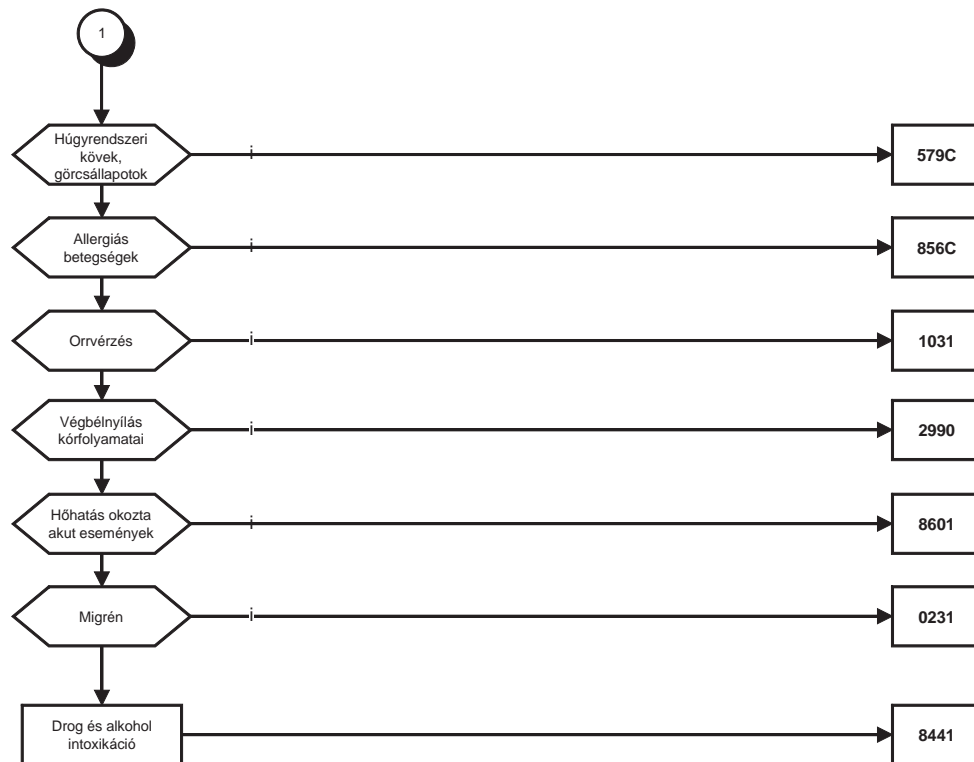 1
Húgyrendszeri
kövek,
görcsállapotok
i
579C
Allergiás
betegségek
i
856C
Orrvérzés
i
1031
Végbélnyílás
kórfolyamatai
i
2990
Hőhatás okozta
akut események
i
8601
Migrén
i
0231
Drog és alkohol
intoxikáció
8441